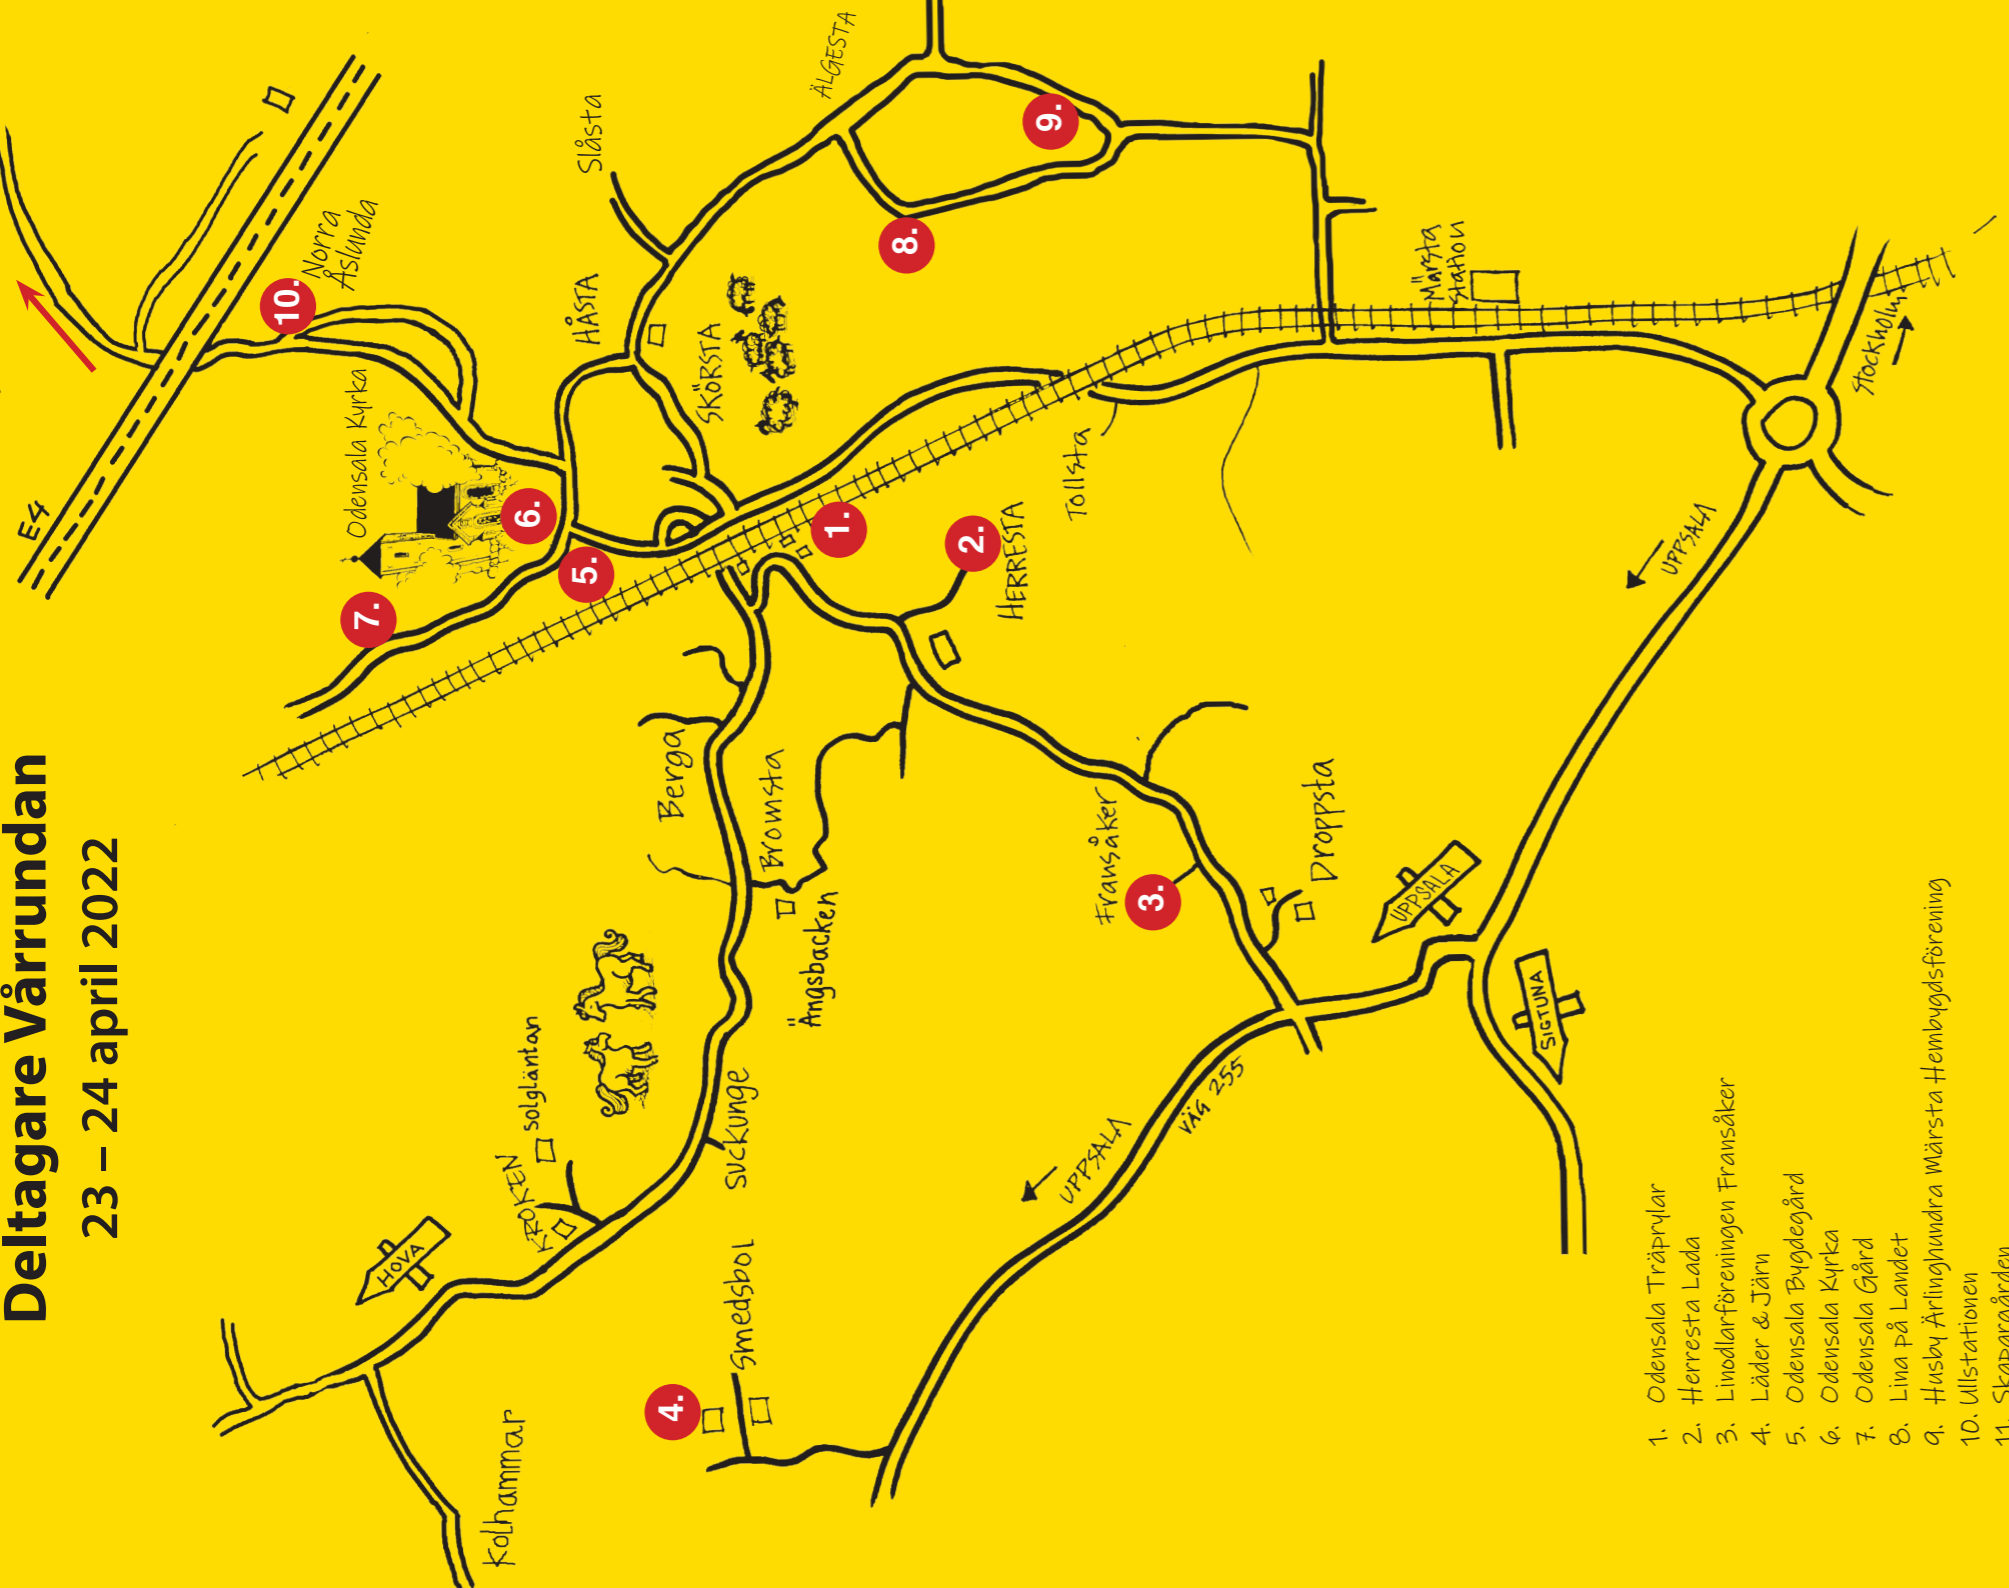 Deltagare Vårrundan
23 – 24 april 2022
E4
10.
Norra
Åslunda
Odensala Kyrka
7.
6.
5.
Slåsta
ÄLGESTA
HÅSTA
SKÖRSTA
9.
8.
1.
2.
HERRESTA
Tollsta
Märsta
Station
Stockholm
UPPSALA
Berga
Bromsta
Ängsbacken
Fransåker
3.
Droppsta
UPPSALA
SIGTUNA
VÄG 255
UPPSALA
solgläntan
KROKEN
SUCKUNGE
HOVA
Smedsbol
4.
Kolhammar
1. Odensala Träprylar
2. Herresta Lada
3. Linodlarföreningen Fransåker
4. Läder & Järn
5. Odensala Bygdegård
6. Odensala Kyrka
7. Odensala Gård
8. Lina på Landet
9. Husby Ärlinghundra Märsta Hembygdsförening
10. Ullstationen
11. Skapargården